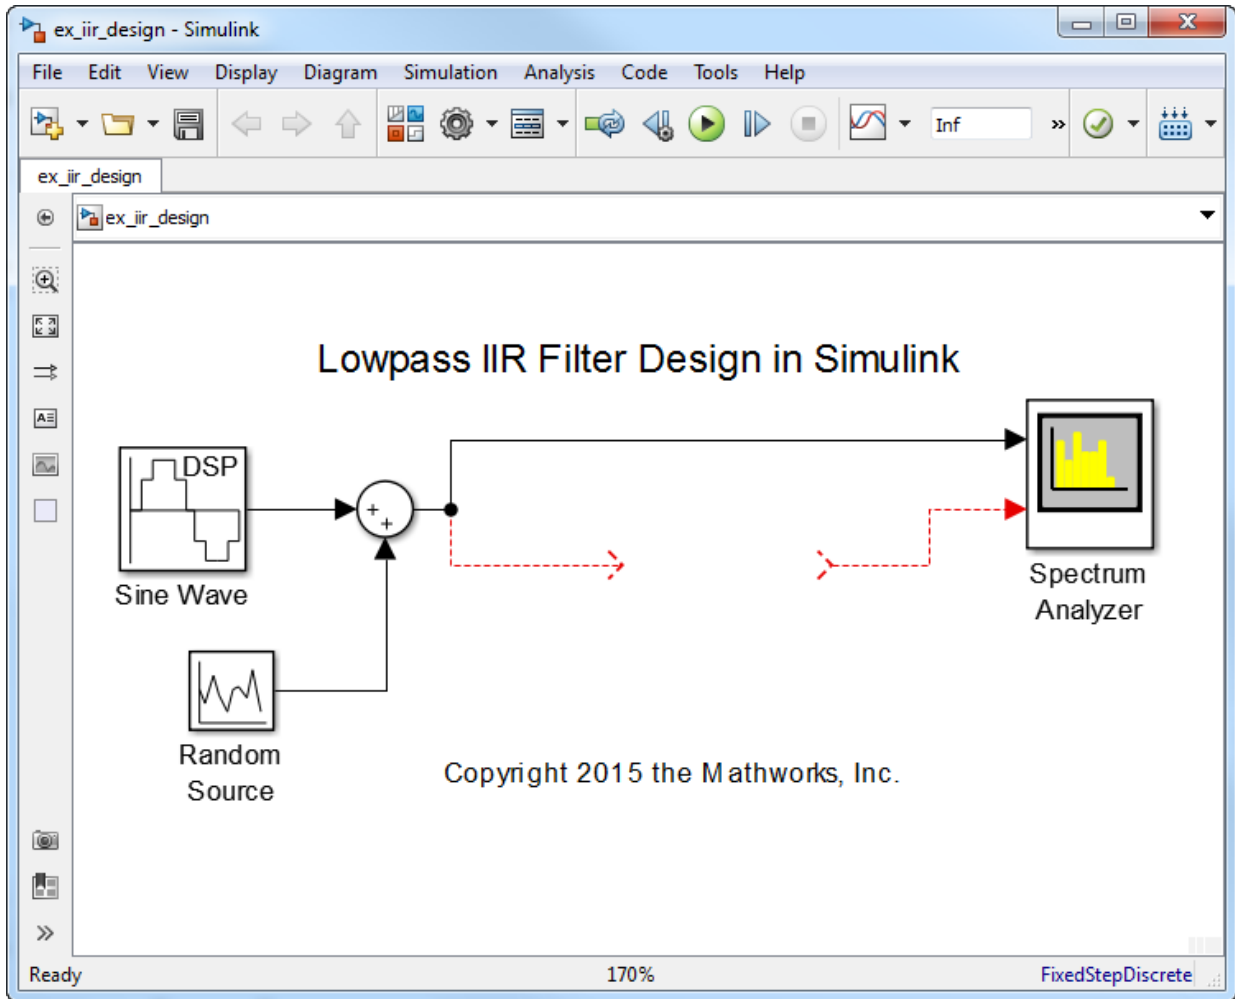 ex_iir_design - Simulink
File Edit View Display Diagram Simulation Analysis Code Tools Help
Inf »
ex_iir_design
ex_iir_design
Lowpass IIR Filter Design in Simulink
DSP
+
+
Sine Wave
Spectrum
Analyzer
Random
Source
Copyright 2015 the Mathworks, Inc.
Ready 170% FixedStepDiscrete